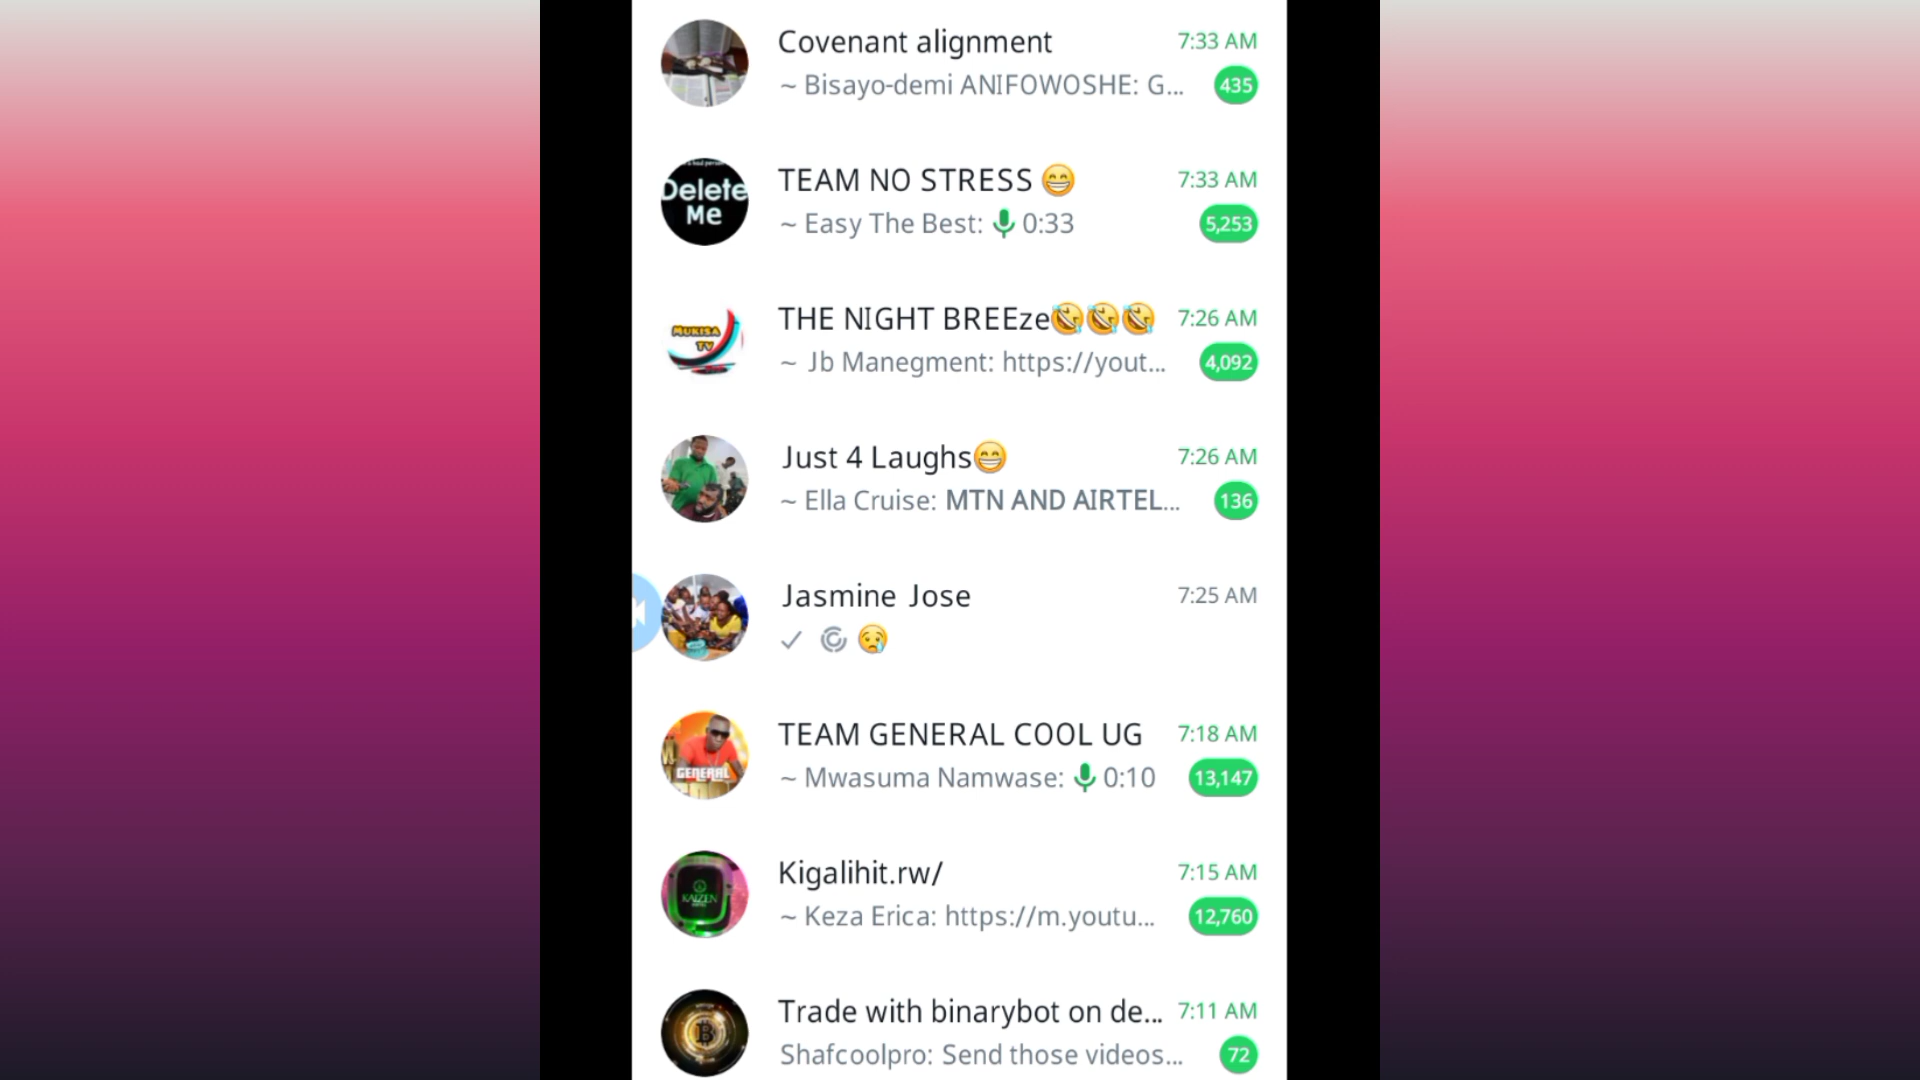 Covenant alignment 7:33 AM
~ Bisayo-demi ANIFOWOSHE: G... 435
Delete
Me
TEAM NO STRESS 😁 7:33 AM
~ Easy The Best: 🎤 0:33 5,253
MUKISA
TV
THE NIGHT BREEze🤣🤣🤣 7:26 AM
~ Jb Manegment: https://yout... 4,092
Just 4 Laughs😁 7:26 AM
~ Ella Cruise: MTN AND AIRTEL... 136
Jasmine Jose 7:25 AM
✓ 😢
GENERAL
TEAM GENERAL COOL UG 7:18 AM
~ Mwasuma Namwase: 🎤 0:10 13,147
KAIZEN
Kigalihit.rw/ 7:15 AM
~ Keza Erica: https://m.youtu... 12,760
Trade with binarybot on de... 7:11 AM
Shafcoolpro: Send those videos... 72